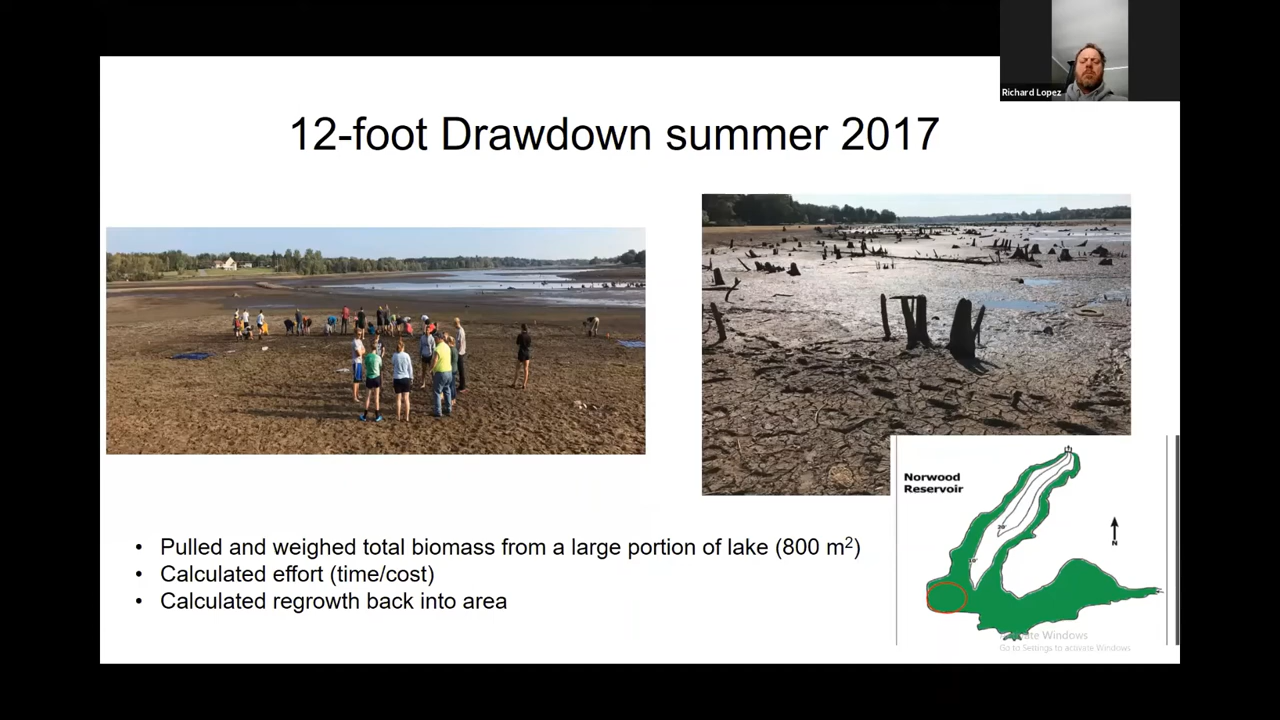 Richard Lopez
12-foot Drawdown summer 2017
Norwood
Reservoir
20'
10'
N
• Pulled and weighed total biomass from a large portion of lake (800 m²)
• Calculated effort (time/cost)
• Calculated regrowth back into area
Activate Windows
Go to Settings to activate Windows.